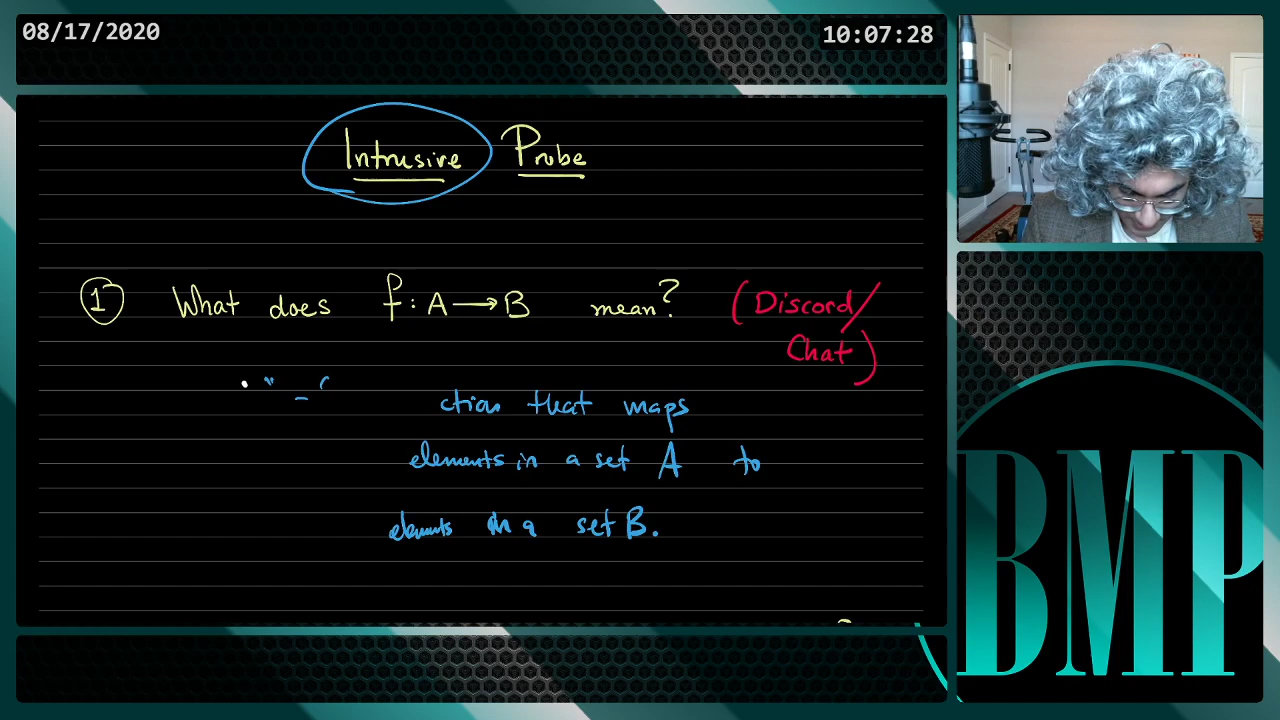 08/17/2020
10:07:28
Intrusive Probe
① What does f : A → B mean? (Discord/
Chat)
ction that maps
elements in a set A to
elements in a set B.
BMP